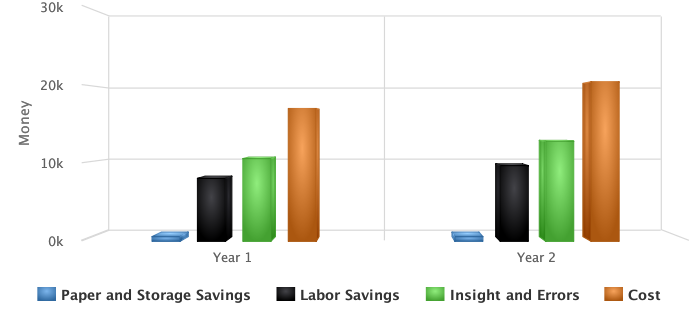 30k
20k
10k
0k
Money
Year 1
Year 2
Paper and Storage Savings
Labor Savings
Insight and Errors
Cost